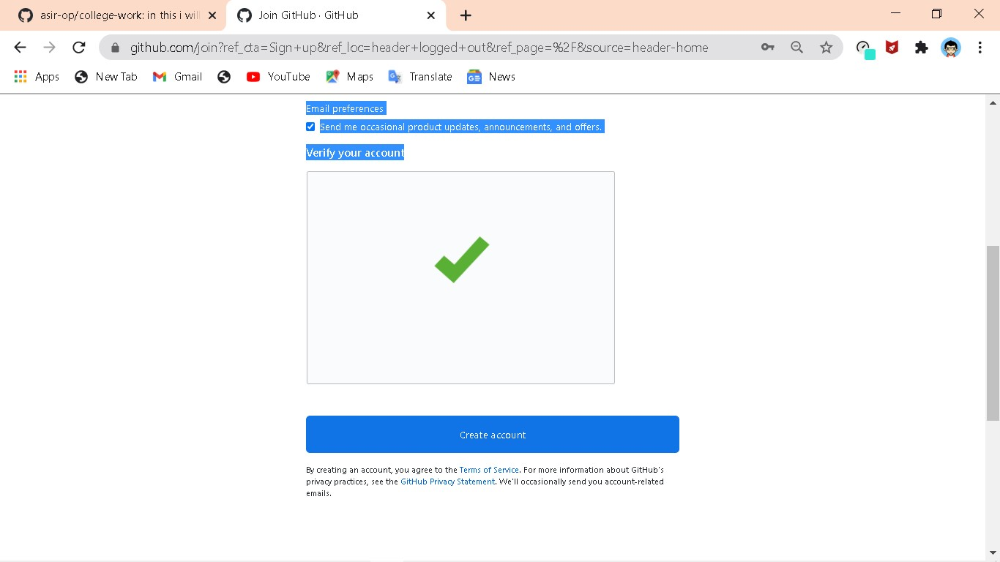 asir-op/college-work: in this i wil
Join GitHub · GitHub
github.com/join?ref_cta=Sign+up&ref_loc=header+logged+out&ref_page=%2F&source=header-home
Apps New Tab Gmail YouTube Maps Translate News
Email preferences
Send me occasional product updates, announcements, and offers.
Verify your account
Create account
By creating an account, you agree to the Terms of Service. For more information about GitHub's
privacy practices, see the GitHub Privacy Statement. We'll occasionally send you account-related
emails.